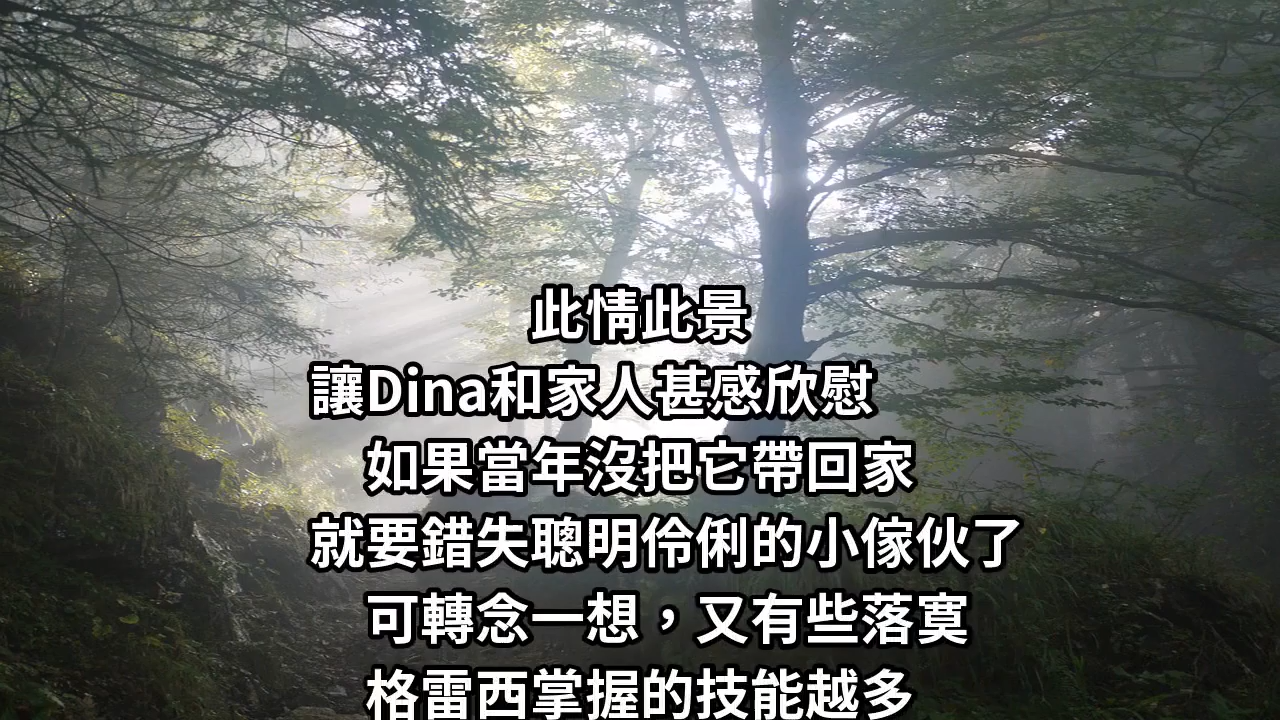 此情此景
讓Dina和家人甚感欣慰
如果當年沒把它帶回家
就要錯失聰明伶俐的小傢伙了
可轉念一想，又有些落寞
格雷西掌握的技能越多